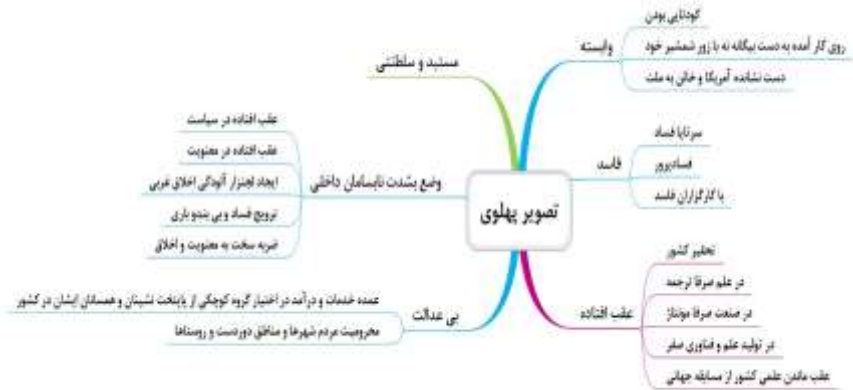 تصویر پهلوی
وابسته
کودتایی بودن
روی کار آمده به دست بیگانه نه با زور شمشیر خود
دست نشانده آمریکا و خائن به ملت
فاسد
سرتاپا فساد
فسادپرور
با کارگزاران فاسد
عقب افتاده
تحقیر کشور
در علم صرفا ترجمه
در صنعت صرفا مونتاژ
در تولید علم و فناوری صفر
عقب ماندن علمی کشور از مسابقه جهانی
مستبد و سلطنتی
وضع بشدت نابسامان داخلی
عقب افتاده در سیاست
عقب افتاده در معنویت
ایجاد لجنزار آلودگی اخلاق غربی
ترویج فساد و بی بندوباری
ضربه سخت به معنویت و اخلاق
بی عدالت
عمده خدمات و درآمد در اختیار گروه کوچکی از پایتخت نشینان و همسانان ایشان در کشور
محرومیت مردم شهرها و مناطق دوردست و روستاها